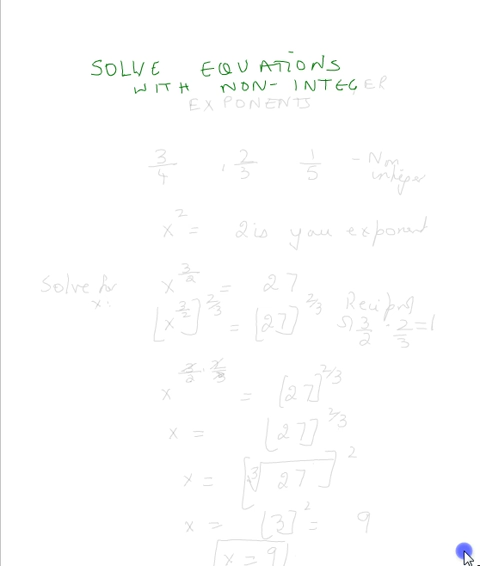 SOLVE EQUATIONS
WITH NON-INTEGER
EXPONENTS
3/4 , 2/3 1/5 - Non
integer
x^2 = 2 is your exponent
Solve for x^(3/2) = 27
x:
[x^(3/2)]^(2/3) = [27]^(2/3)
3/2 · 2/3 = 1
x^(3/2 · 2/3) = [27]^(2/3)
x = [27]^(2/3)
x = [∛27]^2
x = [3]^2 = 9
x = 9